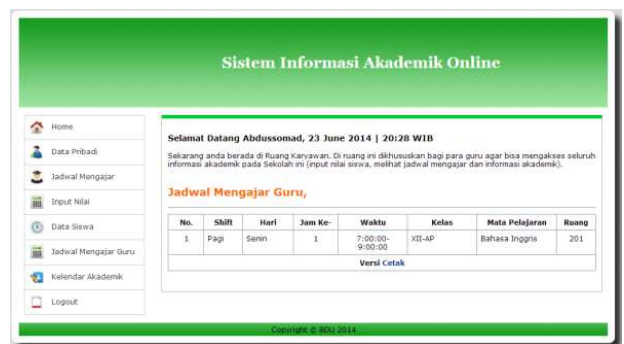 Sistem Informasi Akademik Online
Home
Data Pribadi
Jadwal Mengajar
Input Nilai
Data Siswa
Jadwal Mengajar Guru
Kelendar Akademik
Logout
Selamat Datang Abdussomad, 23 June 2014 | 20:28 WIB
Sekarang anda berada di Ruang Karyawan. Di ruang ini dikhususkan bagi para guru agar bisa mengakses seluruh
informasi akademik pada Sekolah ini (input nilai siswa, melihat jadwal mengajar dan informasi akademik).
Jadwal Mengajar Guru,
No. Shift Hari Jam Ke- Waktu Kelas Mata Pelajaran Ruang
1 Pagi Senin 1 7:00:00- XII-AP Bahasa Inggris 201
9:00:00
Versi Cetak
Copyright © BDU 2014